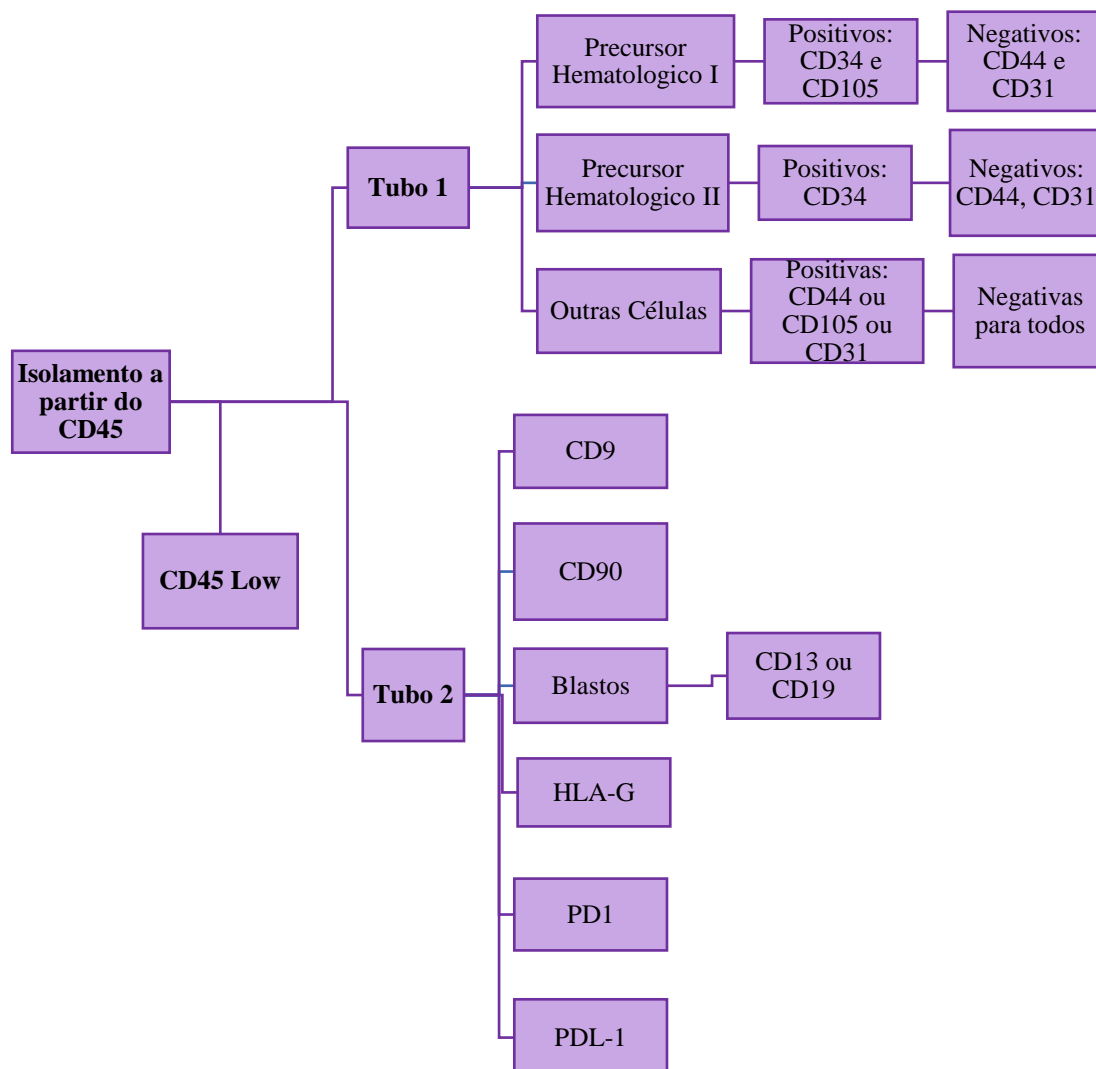 Precursor
Hematologico I
Positivos:
CD34 e
CD105
Negativos:
CD44 e
CD31
Tubo 1
Precursor
Hematologico II
Positivos:
CD34
Negativos:
CD44, CD31
Outras Células
Positivas:
CD44 ou
CD105 ou
CD31
Negativas
para todos
Isolamento a
partir do
CD45
CD45 Low
Tubo 2
CD9
CD90
Blastos
CD13 ou
CD19
HLA-G
PD1
PDL-1